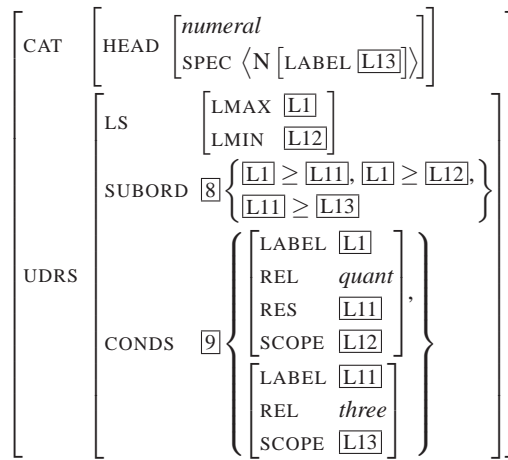 CAT HEAD numeral
SPEC ⟨N [LABEL L13]⟩
UDRS LS LMAX L1
LMIN L12
SUBORD 8 { L1 ≥ L11, L1 ≥ L12,
L11 ≥ L13 }
CONDS 9 { LABEL L1
REL quant
RES L11
SCOPE L12 ,
LABEL L11
REL three
SCOPE L13 }